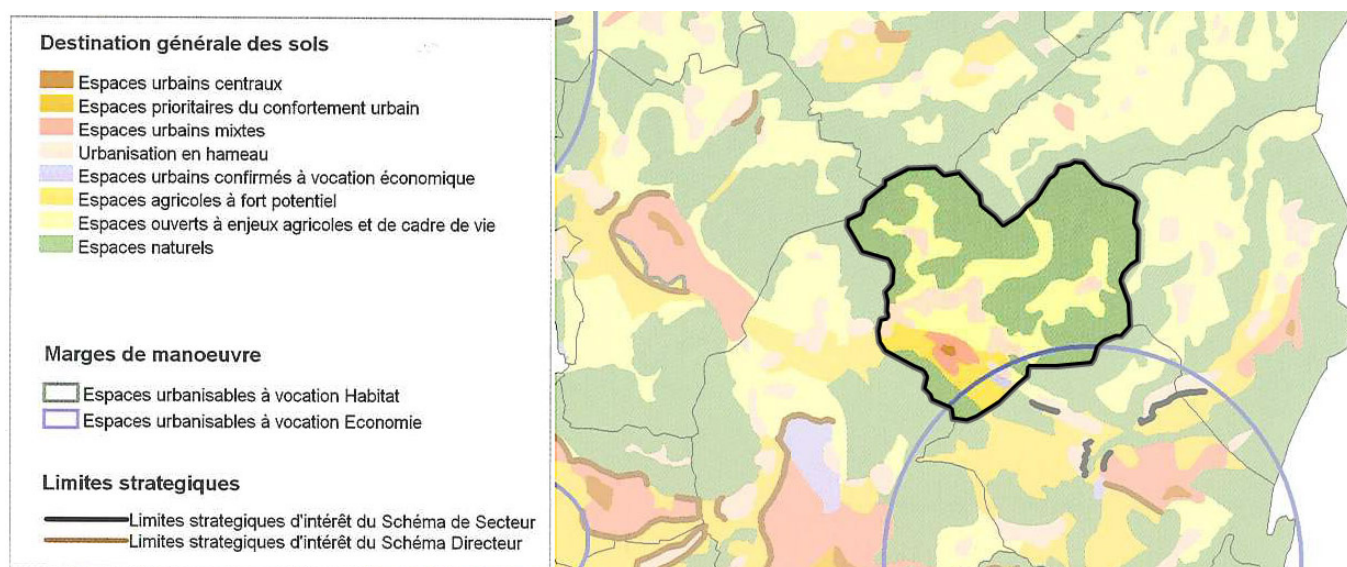 Destination générale des sols
Espaces urbains centraux
Espaces prioritaires du confortement urbain
Espaces urbains mixtes
Urbanisation en hameau
Espaces urbains confirmés à vocation économique
Espaces agricoles à fort potentiel
Espaces ouverts à enjeux agricoles et de cadre de vie
Espaces naturels
Marges de manoeuvre
Espaces urbanisables à vocation Habitat
Espaces urbanisables à vocation Economie
Limites strategiques
Limites strategiques d'intérêt du Schéma de Secteur
Limites strategiques d'intérêt du Schéma Directeur